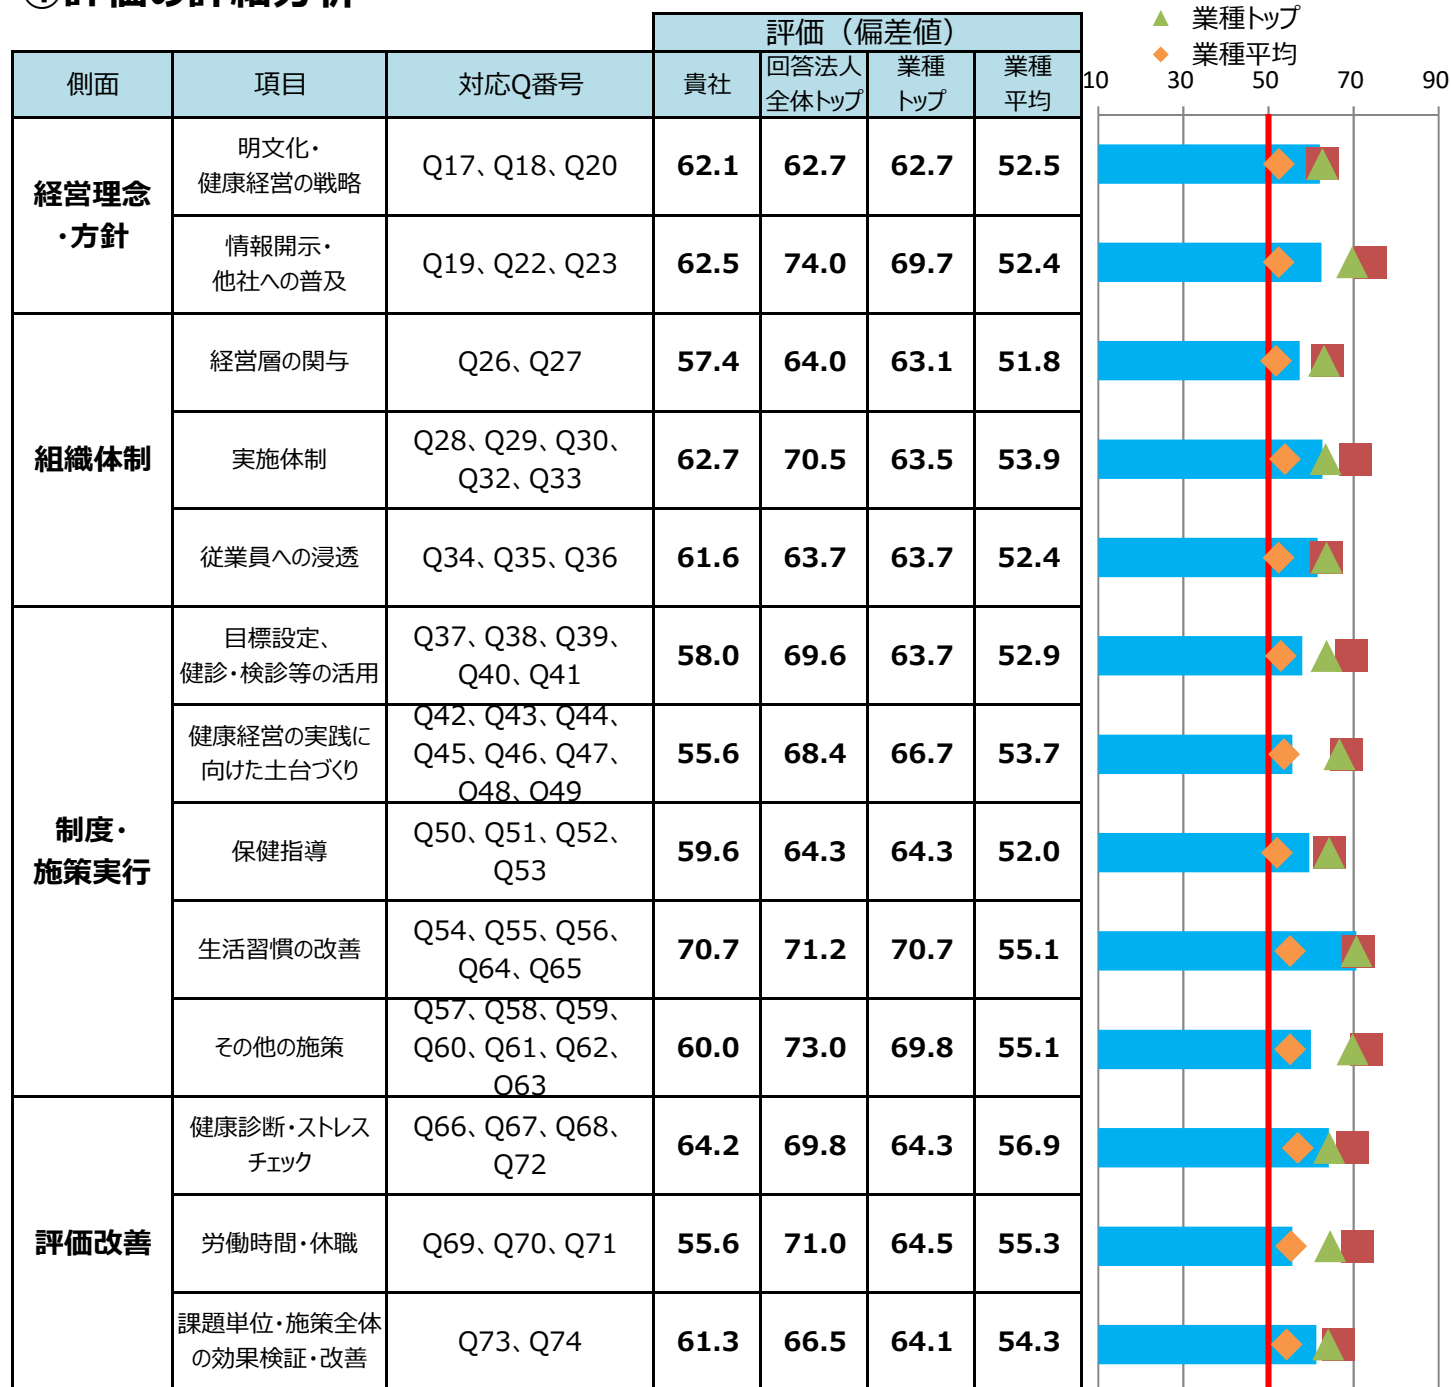 ①評価の詳細分析
▲ 業種トップ
◆ 業種平均
評価（偏差値）
側面 項目 対応Q番号 貴社 回答法人 業種 業種
全体トップ トップ 平均
10 30 50 70 90
明文化・
健康経営の戦略
Q17、Q18、Q20 62.1 62.7 62.7 52.5
経営理念
・方針
情報開示・
他社への普及
Q19、Q22、Q23 62.5 74.0 69.7 52.4
経営層の関与 Q26、Q27 57.4 64.0 63.1 51.8
組織体制
実施体制
Q28、Q29、Q30、
Q32、Q33
62.7 70.5 63.5 53.9
従業員への浸透 Q34、Q35、Q36 61.6 63.7 63.7 52.4
目標設定、
健診・検診等の活用
Q37、Q38、Q39、
Q40、Q41
58.0 69.6 63.7 52.9
健康経営の実践に
向けた土台づくり
Q42、Q43、Q44、
Q45、Q46、Q47、
Q48、Q49
55.6 68.4 66.7 53.7
制度・
施策実行
保健指導
Q50、Q51、Q52、
Q53
59.6 64.3 64.3 52.0
生活習慣の改善
Q54、Q55、Q56、
Q64、Q65
70.7 71.2 70.7 55.1
その他の施策
Q57、Q58、Q59、
Q60、Q61、Q62、
Q63
60.0 73.0 69.8 55.1
健康診断・ストレス
チェック
Q66、Q67、Q68、
Q72
64.2 69.8 64.3 56.9
評価改善
労働時間・休職 Q69、Q70、Q71 55.6 71.0 64.5 55.3
課題単位・施策全体
の効果検証・改善
Q73、Q74 61.3 66.5 64.1 54.3